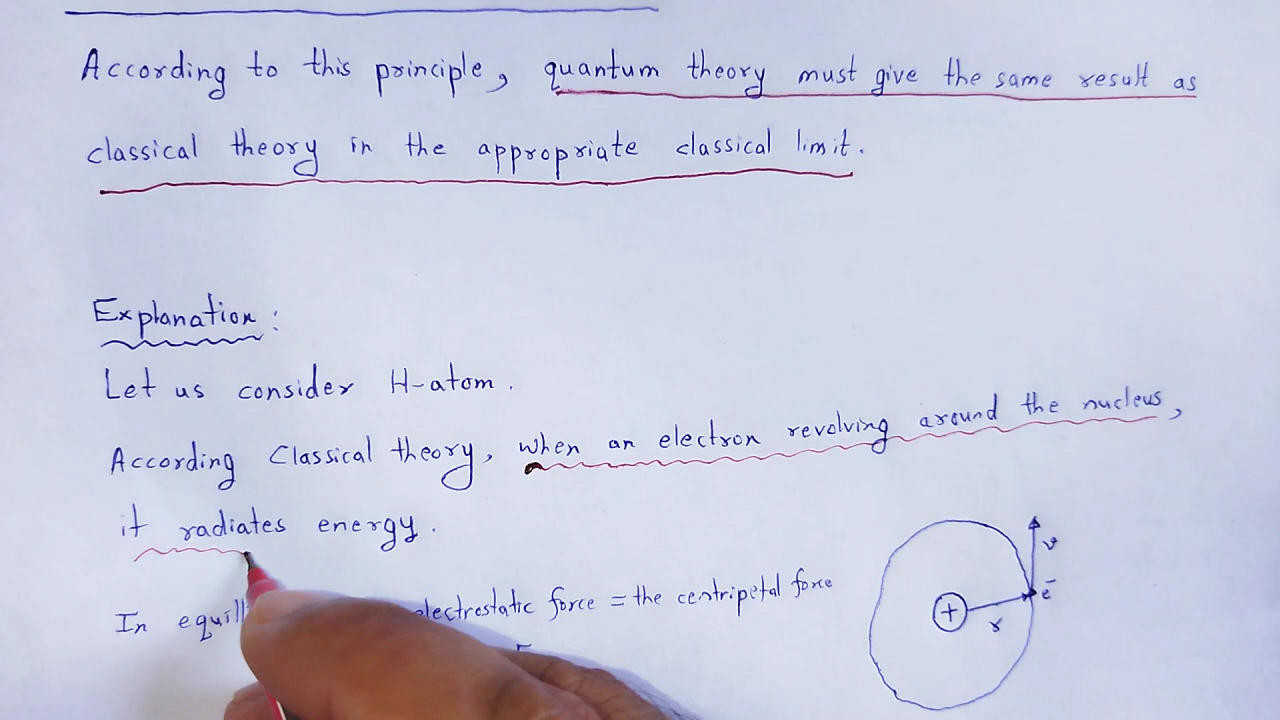 According to this principle, quantum theory must give the same result as
classical theory in the appropriate classical limit.
Explanation:
Let us consider H-atom.
According Classical theory, when an electron revolving around the nucleus,
it radiates energy.
In electrostatic force = the centripetal force
+
r
v
e⁻